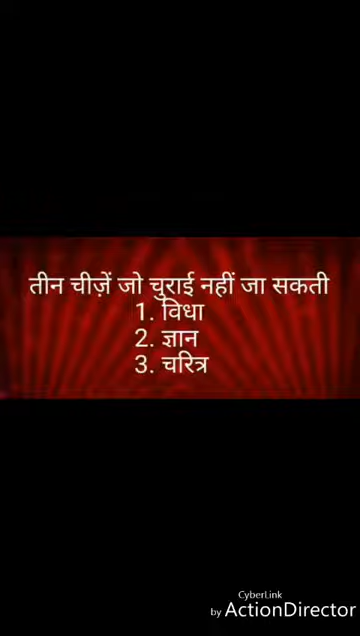 तीन चीज़ें जो चुराई नहीं जा सकती
1. विधा
2. ज्ञान
3. चरित्र
CyberLink
by ActionDirector